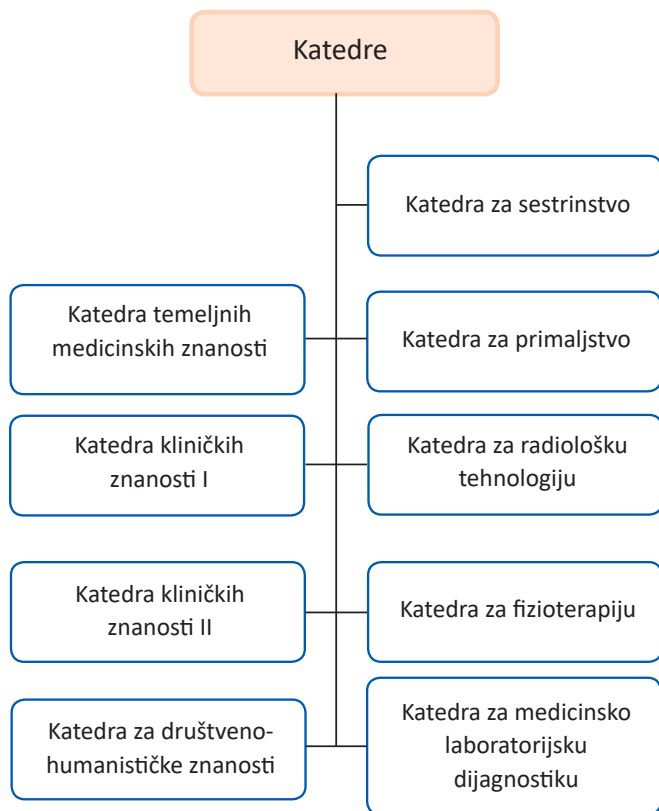 Katedre
Katedra za sestrinstvo
Katedra temeljnih
medicinskih znanosti
Katedra za primaljstvo
Katedra kliničkih
znanosti I
Katedra za radiološku
tehnologiju
Katedra kliničkih
znanosti II
Katedra za fizioterapiju
Katedra za društveno-
humanističke znanosti
Katedra za medicinsko
laboratorijsku
dijagnostiku